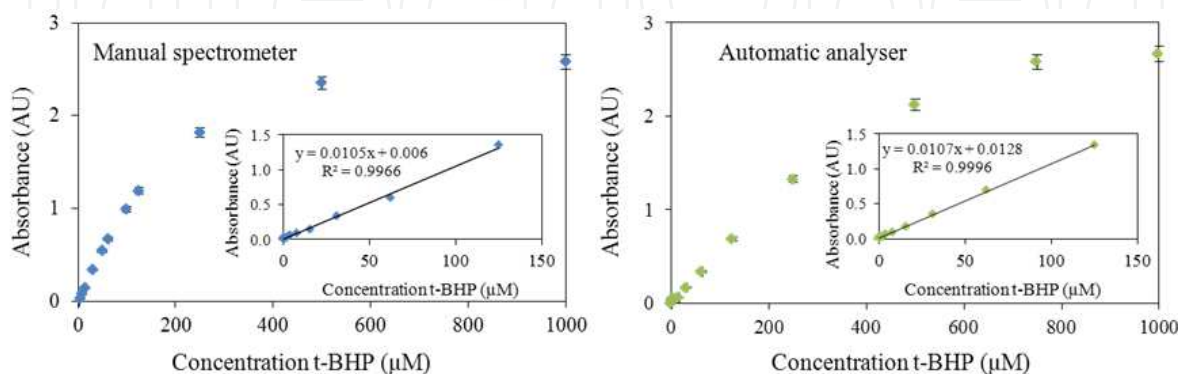 Manual spectrometer
Absorbance (AU)
3
2
1
0
0 200 400 600 800 1000
Concentration t-BHP (µM)
y = 0.0105x + 0.006
R² = 0.9966
Absorbance (AU)
1.5
1.0
0.5
0.0
0 50 100 150
Concentration t-BHP (µM)
Automatic analyser
Absorbance (AU)
3
2
1
0
0 200 400 600 800 1000
Concentration t-BHP (µM)
y = 0.0107x + 0.0128
R² = 0.9996
Absorbance (AU)
1.5
1.0
0.5
0.0
0 50 100 150
Concentration t-BHP (µM)